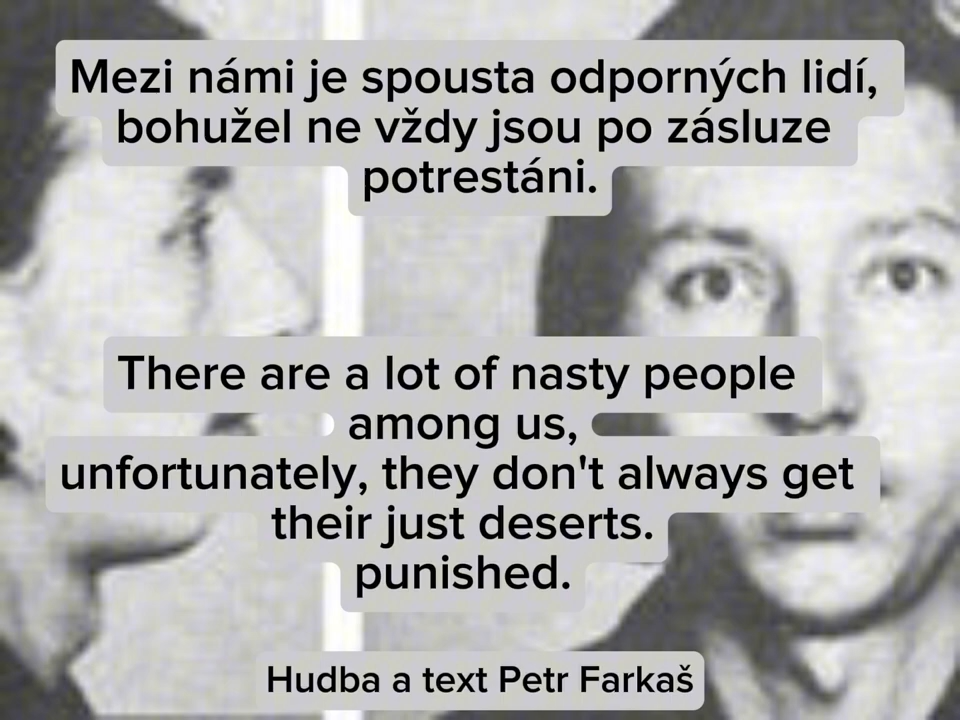 Mezi námi je spousta odporných lidí,
bohužel ne vždy jsou po zásluze
potrestáni.
There are a lot of nasty people
among us,
unfortunately, they don't always get
their just deserts.
punished.
Hudba a text Petr Farkaš